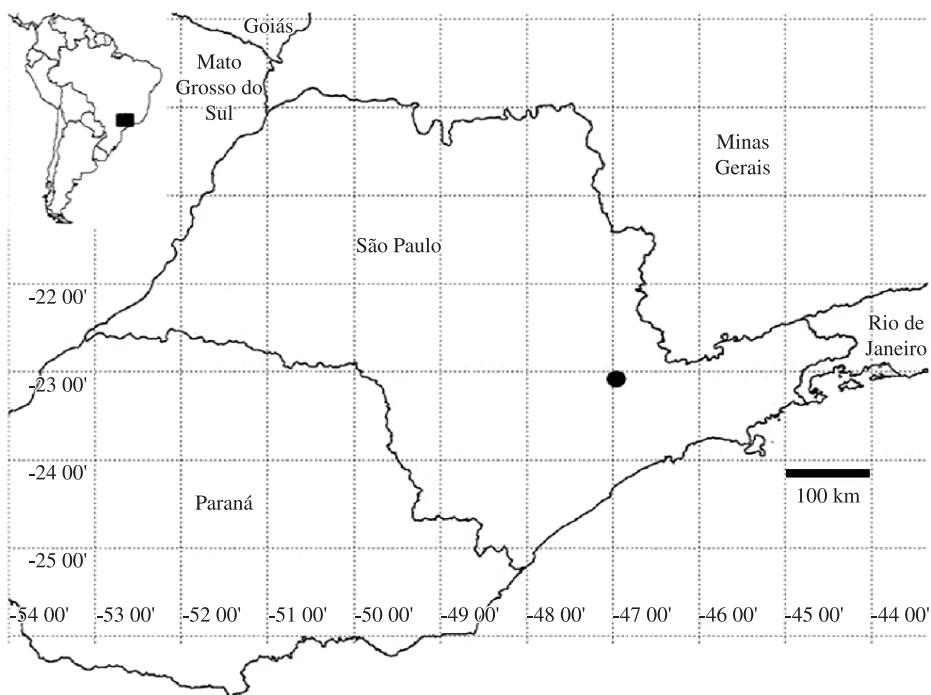 Goiás
Mato
Grosso do
Sul
Minas
Gerais
São Paulo
-22 00'
Rio de
Janeiro
-23 00'
-24 00'
100 km
Paraná
-25 00'
-54 00' -53 00' -52 00' -51 00' -50 00' -49 00' -48 00' -47 00' -46 00' -45 00' -44 00'